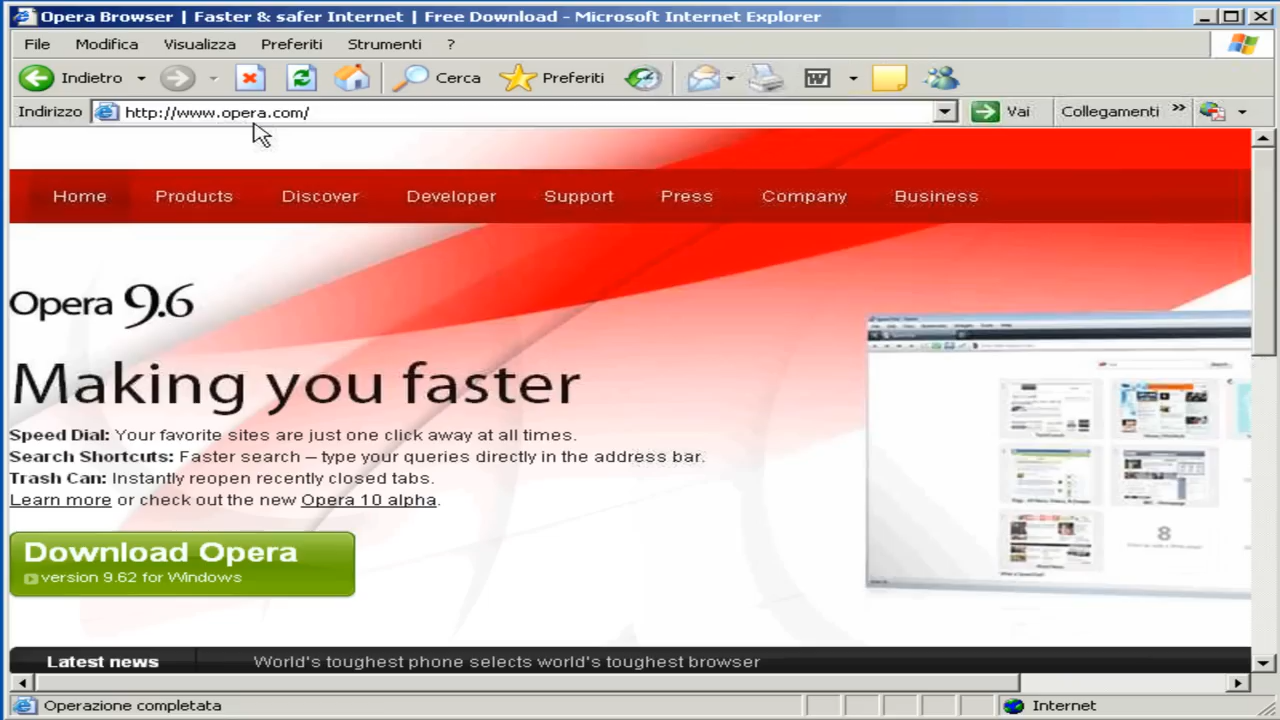 Opera Browser | Faster & safer Internet | Free Download - Microsoft Internet Explorer
File Modifica Visualizza Preferiti Strumenti ?
Indietro Cerca Preferiti
Indirizzo http://www.opera.com/ Vai Collegamenti »
Home Products Discover Developer Support Press Company Business
Opera 9.6
Making you faster
Speed Dial: Your favorite sites are just one click away at all times.
Search Shortcuts: Faster search – type your queries directly in the address bar.
Trash Can: Instantly reopen recently closed tabs.
Learn more or check out the new Opera 10 alpha.
8
Download Opera
version 9.62 for Windows
Latest news World's toughest phone selects world's toughest browser
Operazione completata Internet